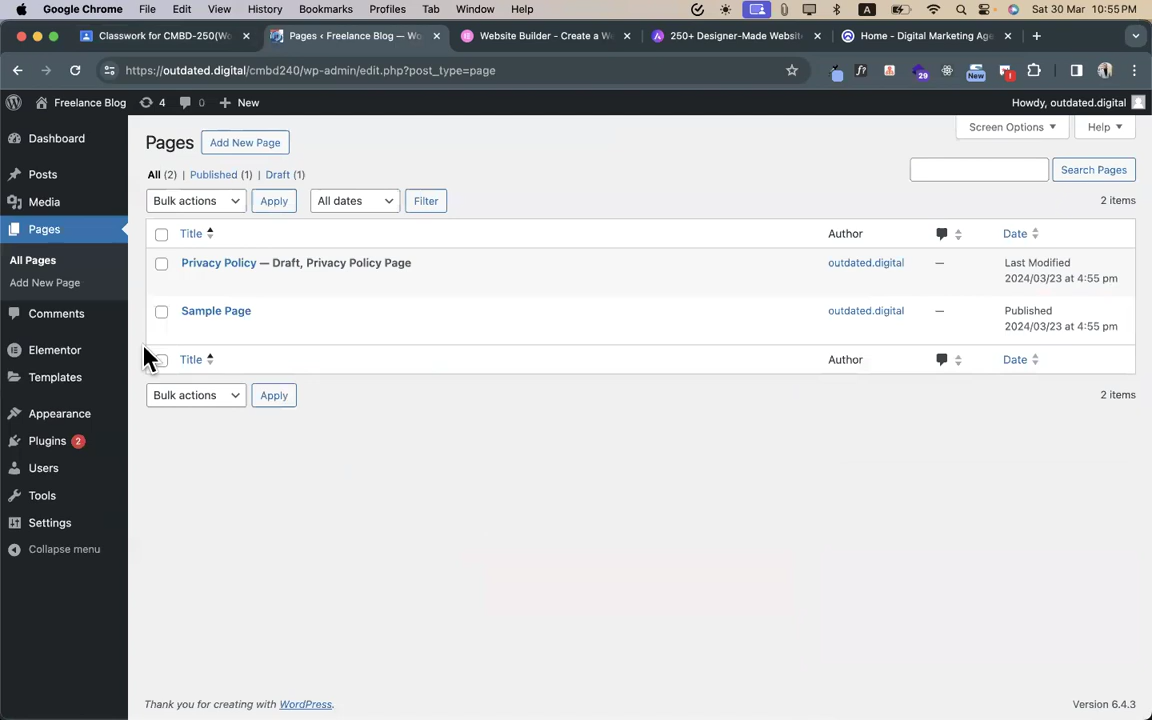 Google Chrome File Edit View History Bookmarks Profiles Tab Window Help A Sat 30 Mar 10:55 PM
Classwork for CMBD-250(Wo Pages ‹ Freelance Blog — Wo Website Builder - Create a W 250+ Designer-Made Websit Home - Digital Marketing Age
https://outdated.digital/cmbd240/wp-admin/edit.php?post_type=page 29 New
Freelance Blog 4 0 New Howdy, outdated.digital
Screen Options Help
Pages Add New Page
All (2) | Published (1) | Draft (1)
Search Pages
Bulk actions Apply All dates Filter 2 items
Title Author Date
Privacy Policy — Draft, Privacy Policy Page outdated.digital — Last Modified
2024/03/23 at 4:55 pm
Sample Page outdated.digital — Published
2024/03/23 at 4:55 pm
Title Author Date
Bulk actions Apply 2 items
Dashboard
Posts
Media
Pages
All Pages
Add New Page
Comments
Elementor
Templates
Appearance
Plugins 2
Users
Tools
Settings
Collapse menu
Thank you for creating with WordPress. Version 6.4.3